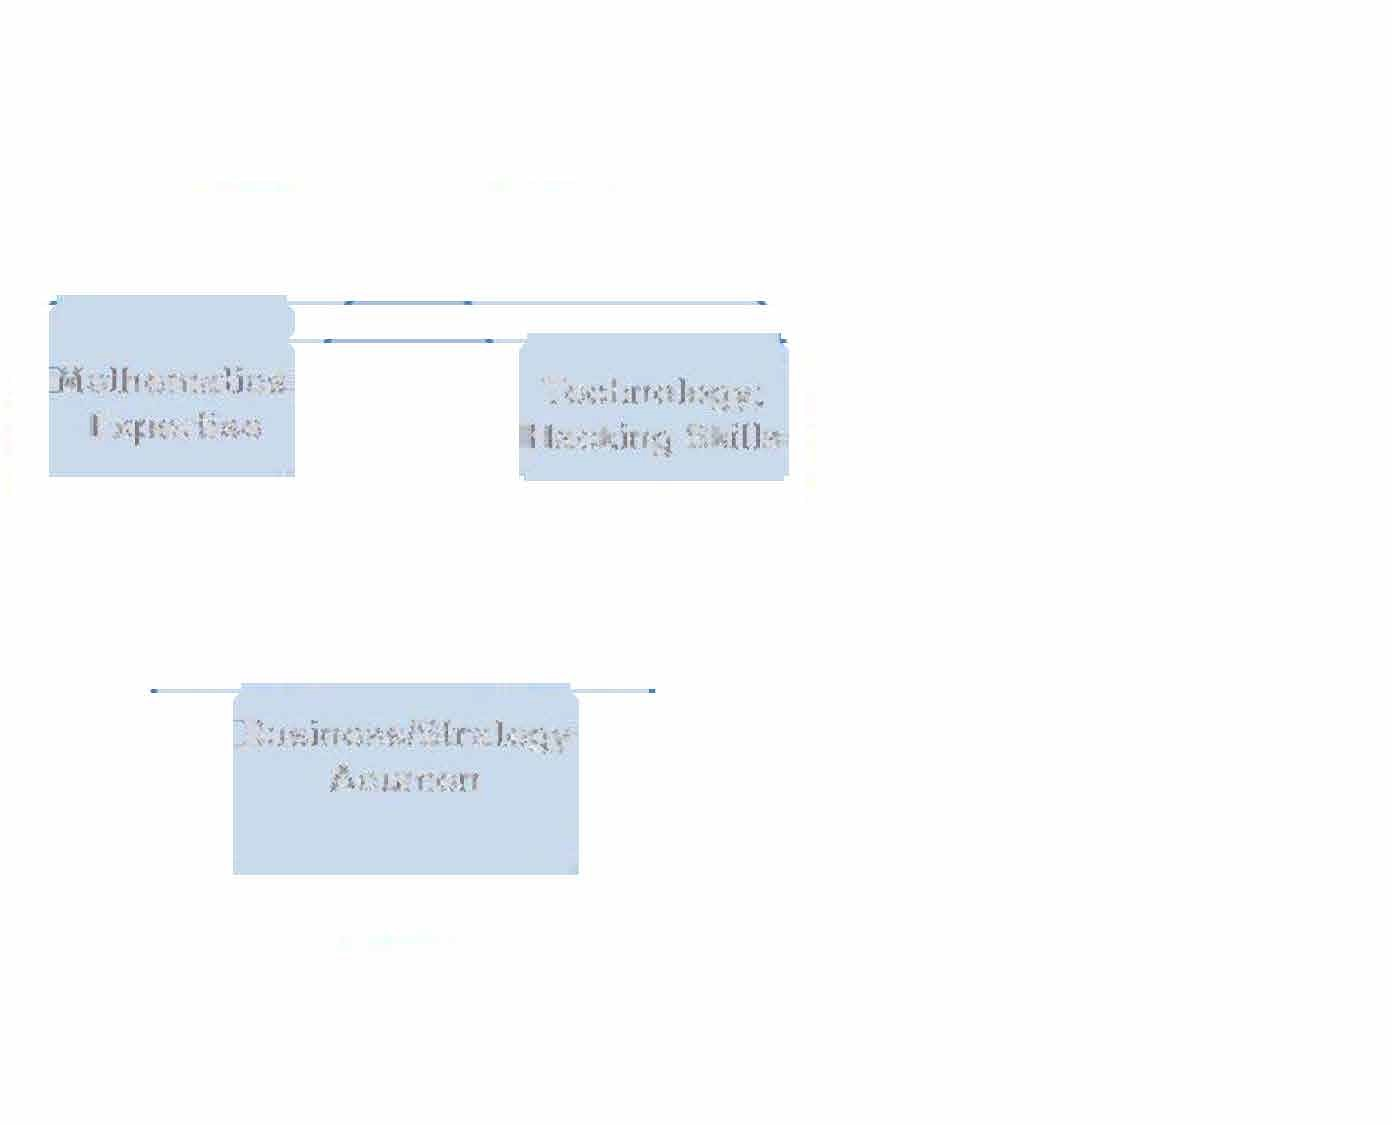 Mathematics
Expertise
Technology;
Hacking Skills
Business/Strategy
Acumen